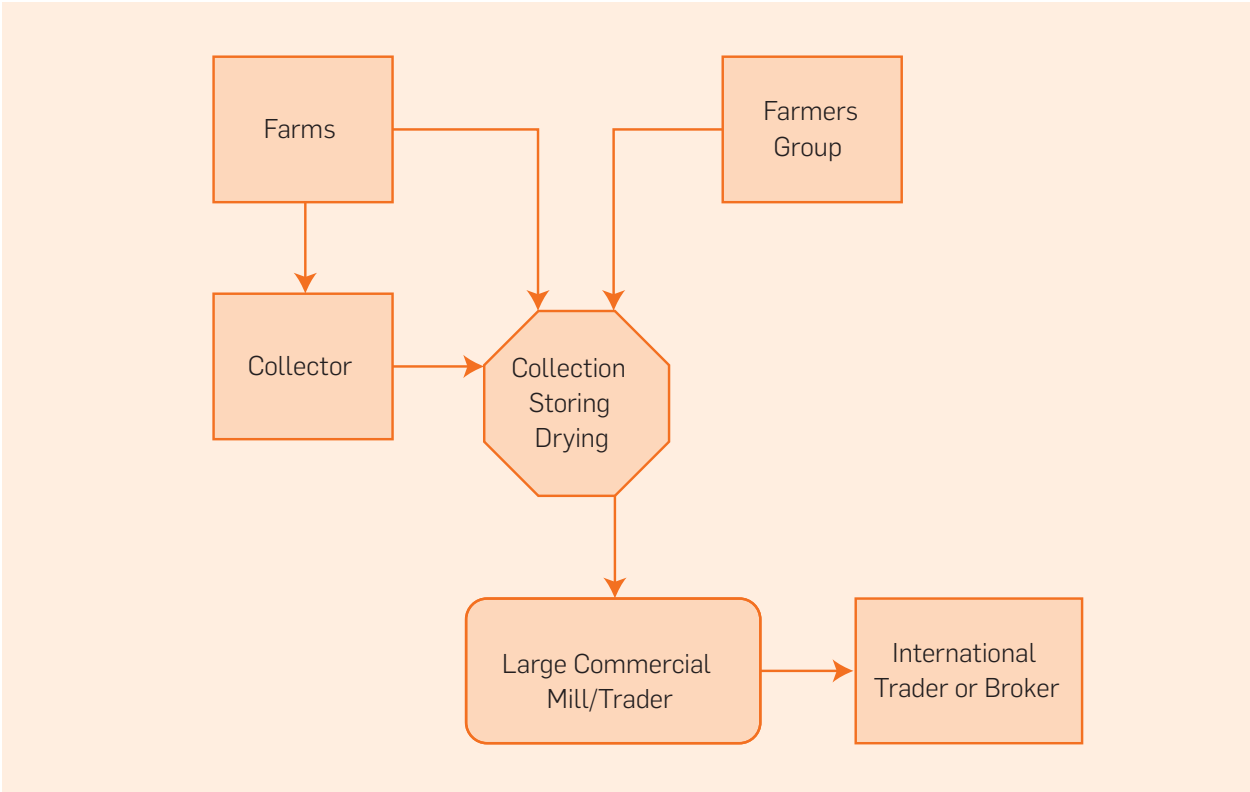 Farms
Farmers
Group
Collector
Collection
Storing
Drying
Large Commercial
Mill/Trader
International
Trader or Broker